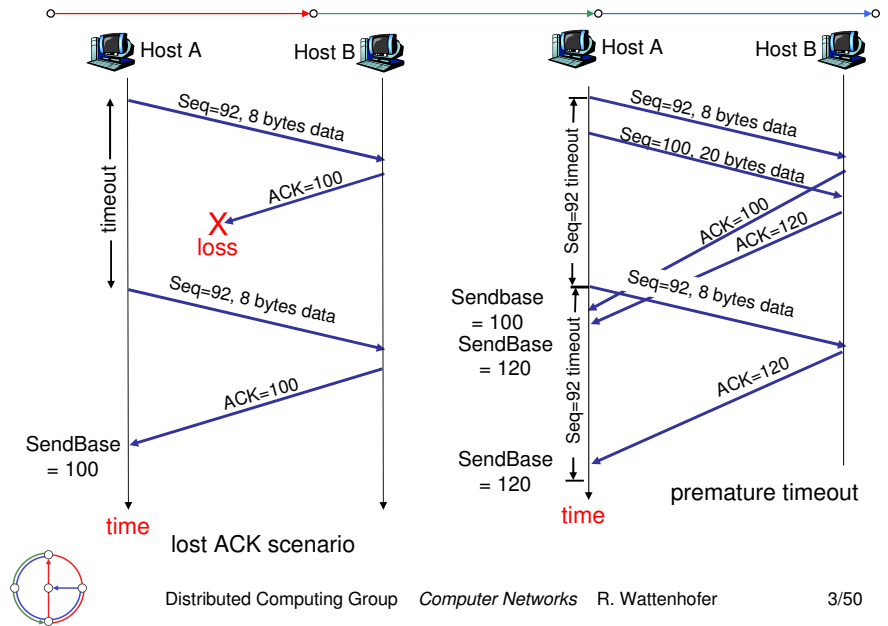 Host A
Host B
Seq=92, 8 bytes data
timeout
ACK=100
X
loss
Seq=92, 8 bytes data
ACK=100
SendBase
= 100
time
lost ACK scenario
Host A
Host B
Seq=92, 8 bytes data
Seq=100, 20 bytes data
Seq=92 timeout
ACK=100
ACK=120
Seq=92, 8 bytes data
Sendbase
= 100
SendBase
= 120
Seq=92 timeout
ACK=120
SendBase
= 120
time
premature timeout
Distributed Computing Group Computer Networks R. Wattenhofer 3/50